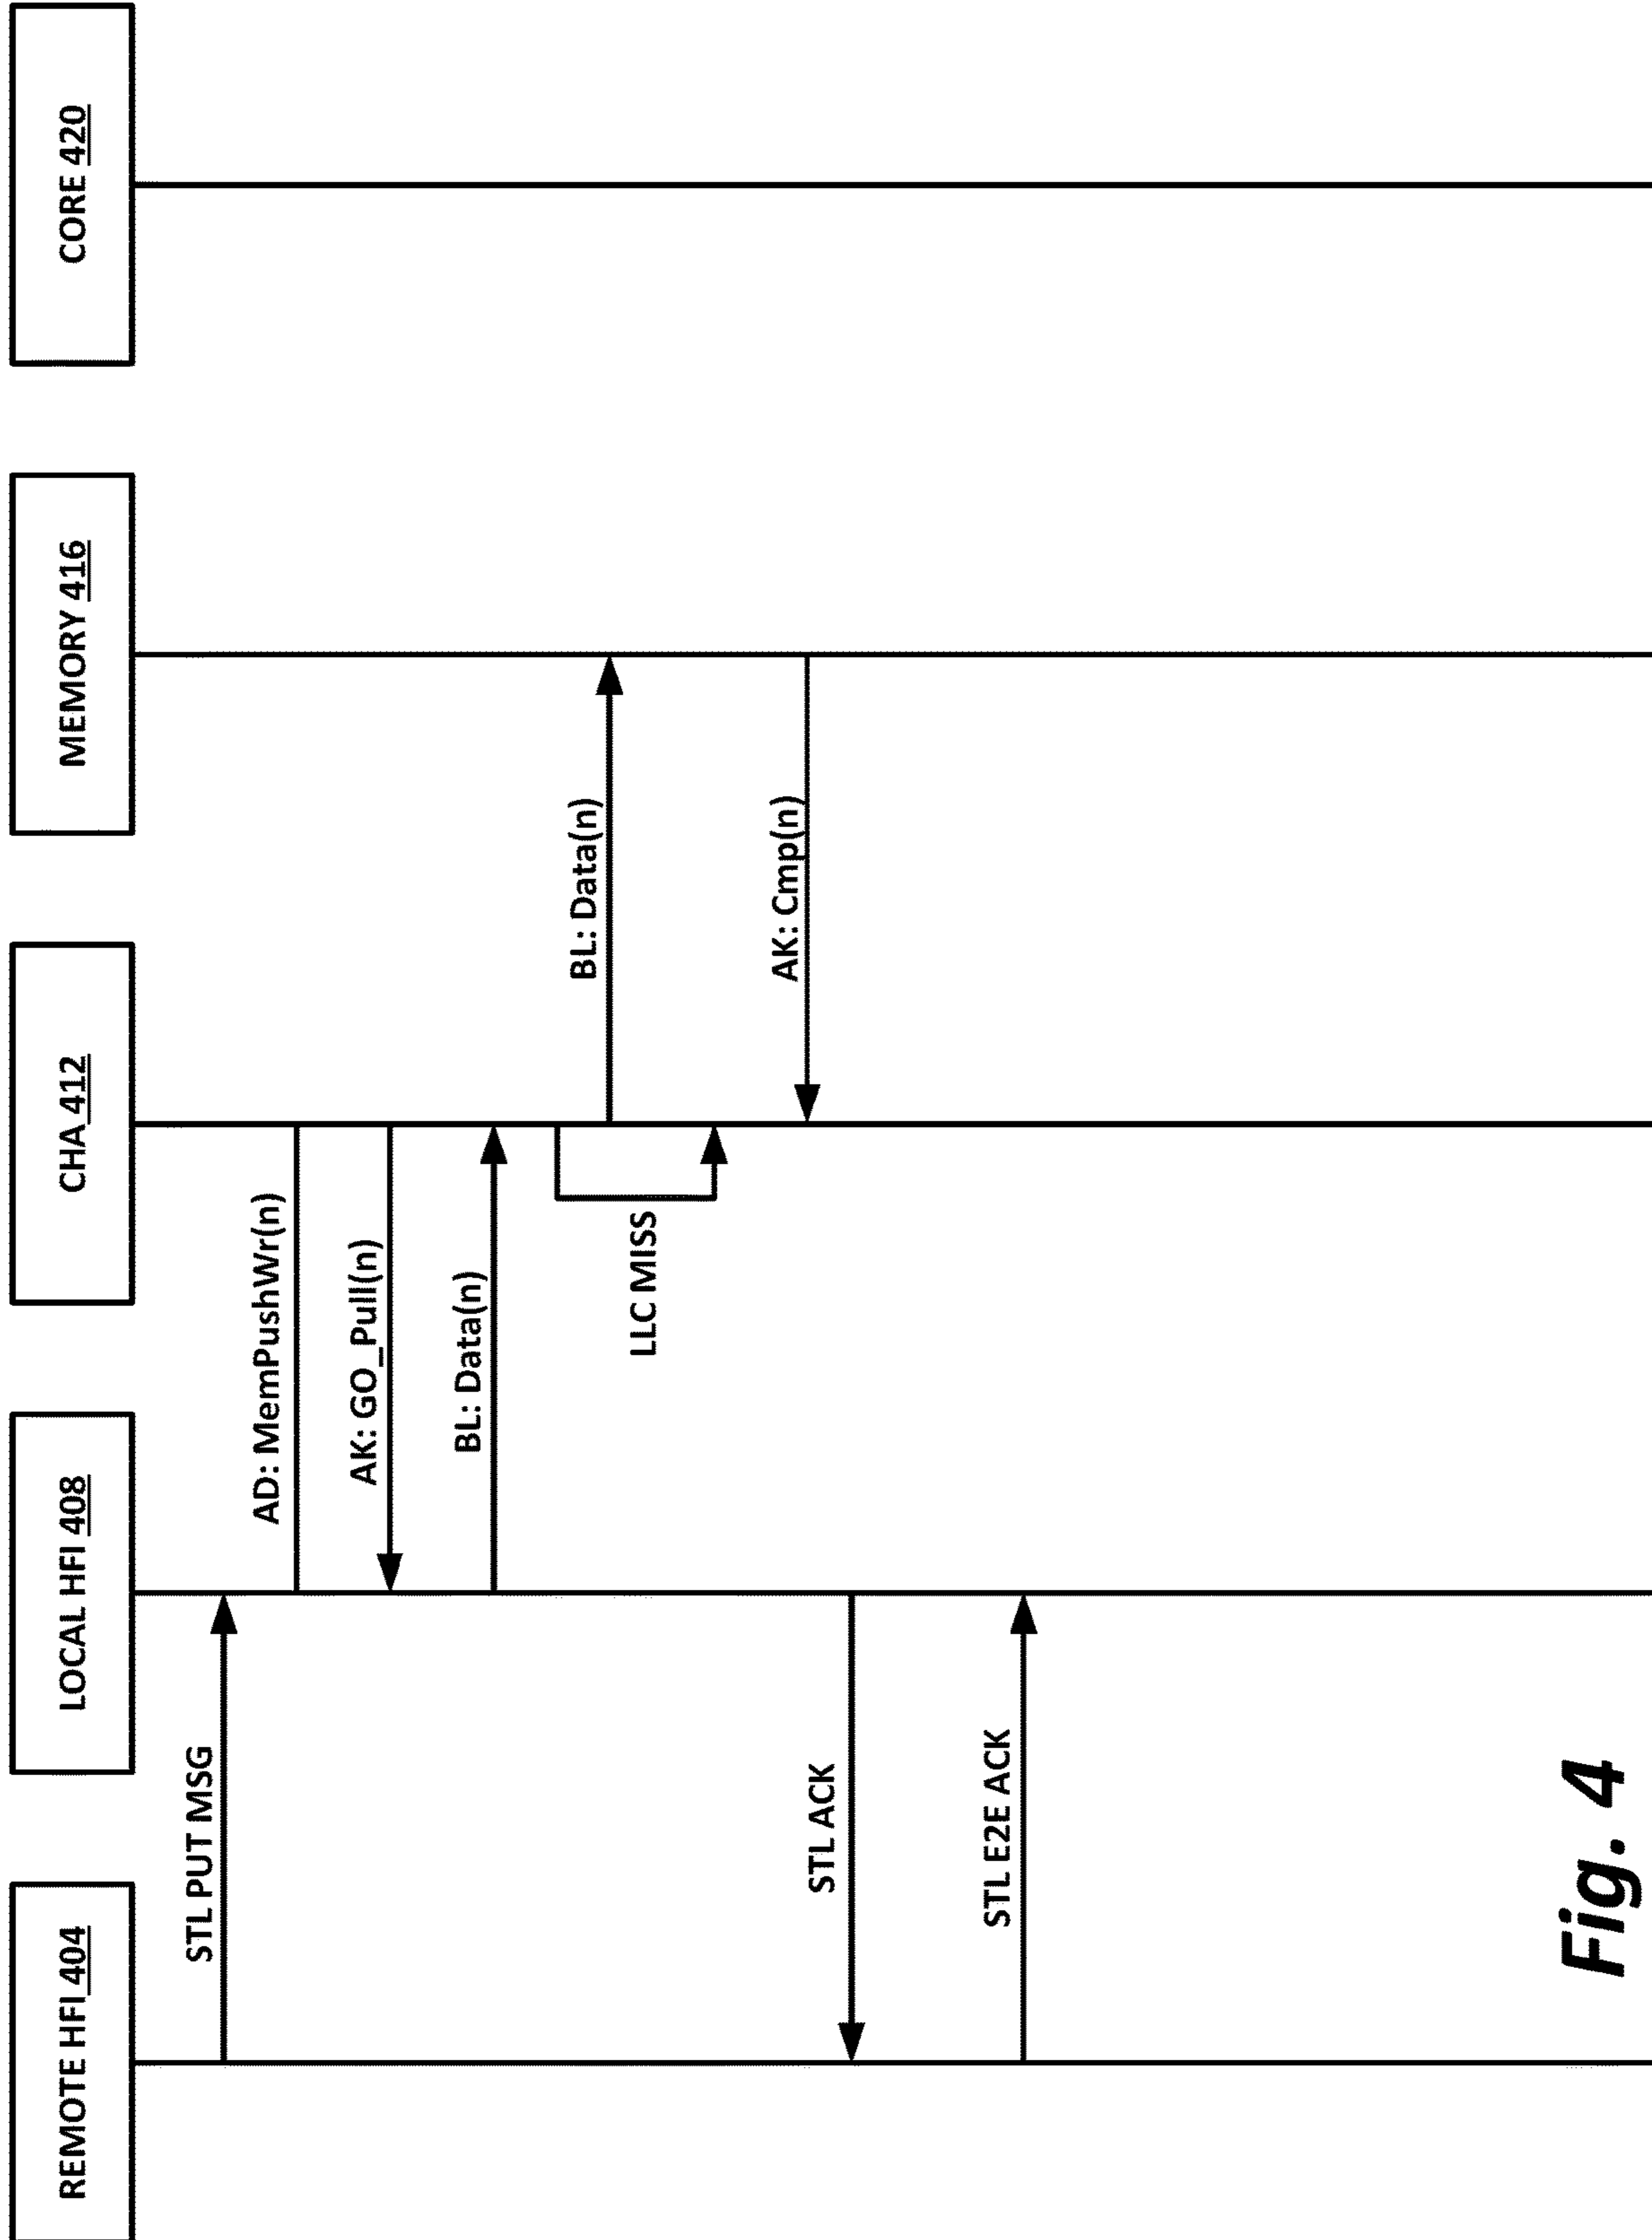 REMOTE HFI 404
LOCAL HFI 408
CHA 412
MEMORY 416
CORE 420
STL PUT MSG
AD: MemPushWr(n)
AK: GO_Pull(n)
BL: Data(n)
BL: Data(n)
LLC MISS
AK: Cmp(n)
STL ACK
STL E2E ACK
Fig. 4